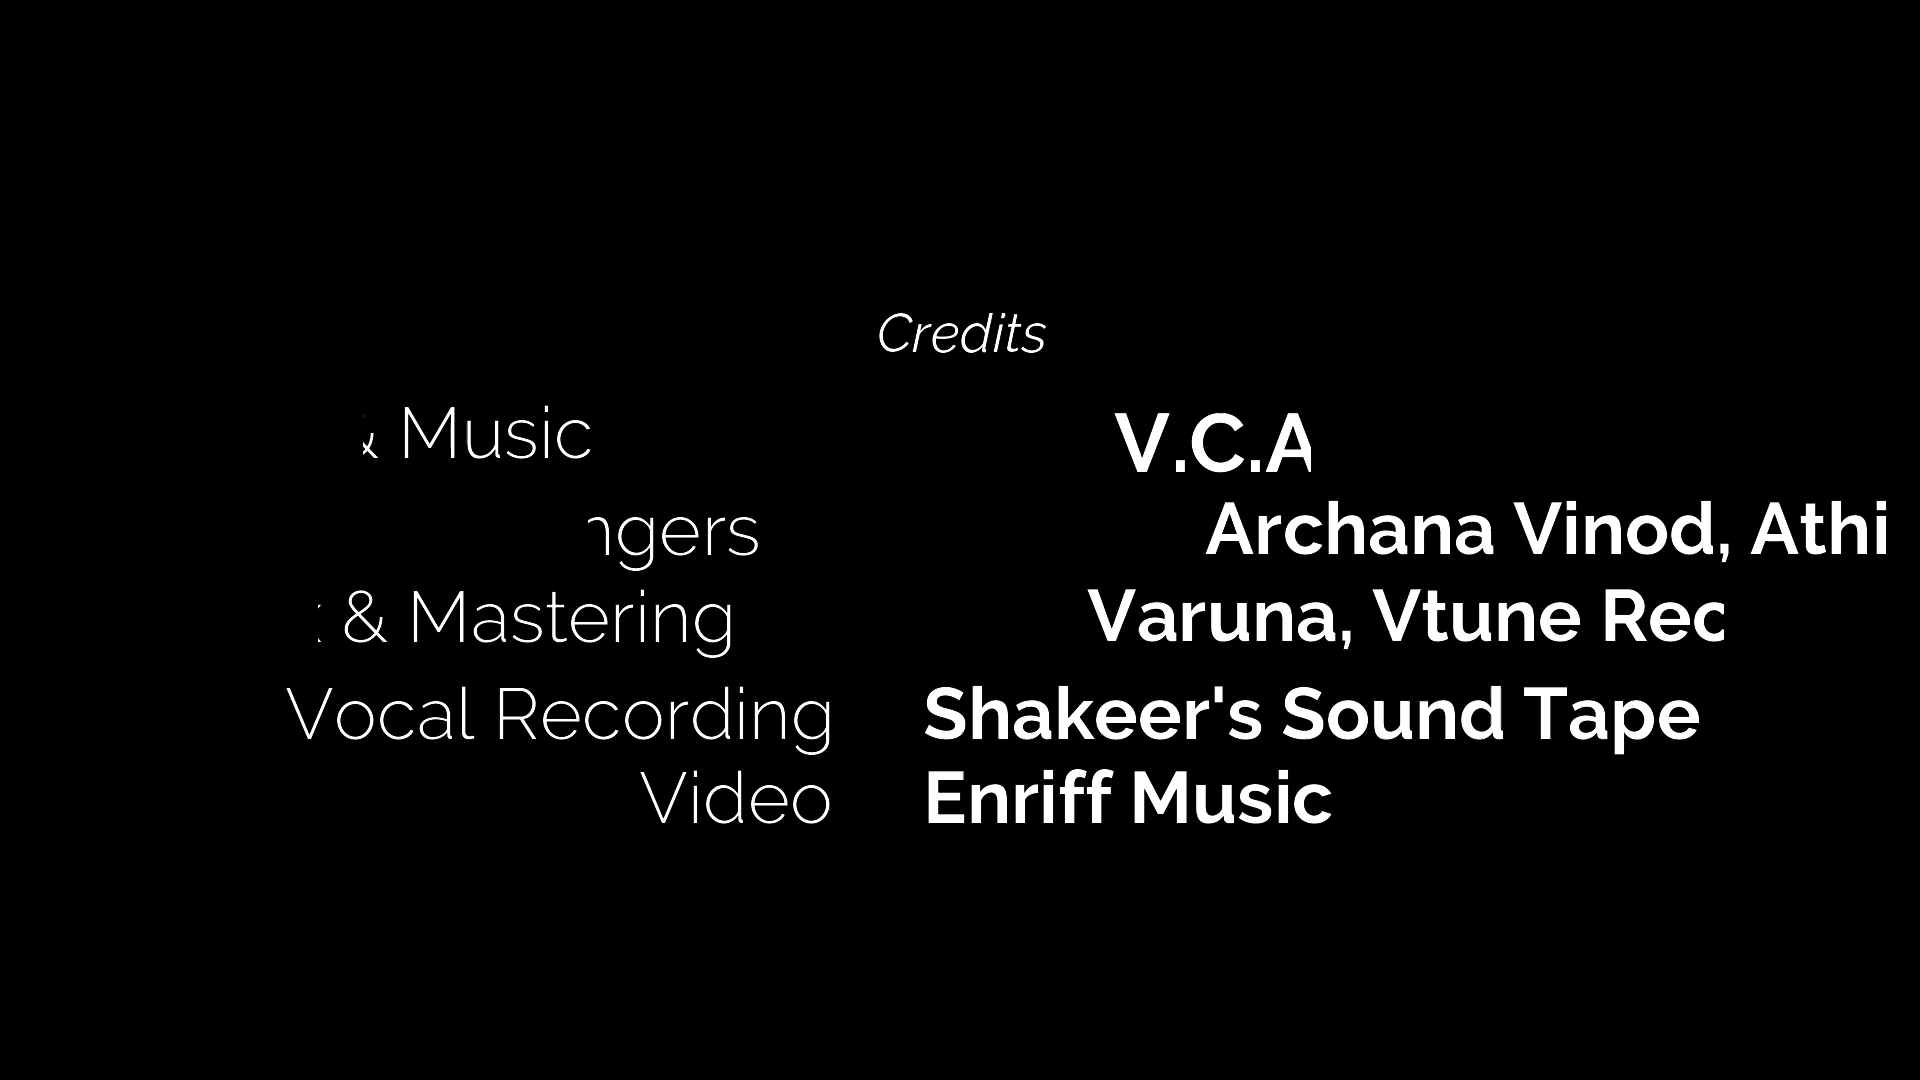 Credits
& Music V.C.A
ngers Archana Vinod, Athi
& Mastering Varuna, Vtune Rec
Vocal Recording Shakeer's Sound Tape
Video Enriff Music